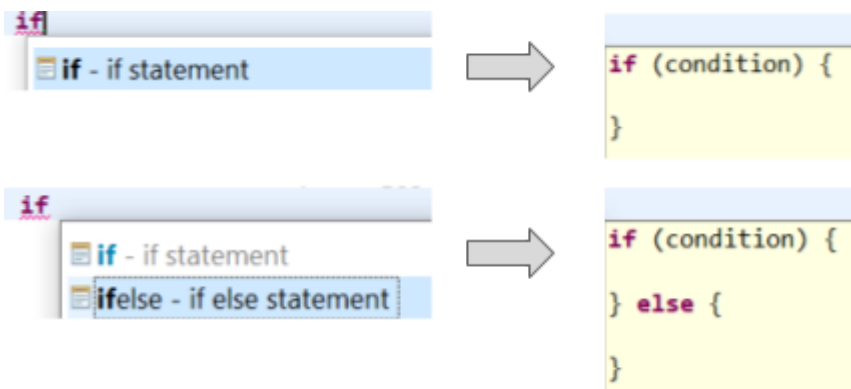 if
if - if statement
if (condition) {
}
if
if - if statement
ifelse - if else statement
if (condition) {
} else {
}